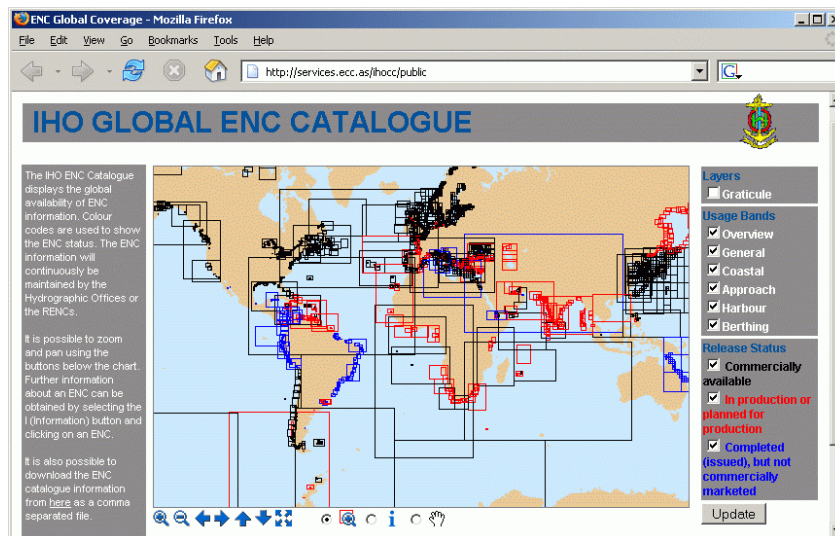 ENC Global Coverage - Mozilla Firefox
File Edit View Go Bookmarks Tools Help
http://services.ecc.as/ihocc/public
G
IHO GLOBAL ENC CATALOGUE
The IHO ENC Catalogue
displays the global
availability of ENC
information. Colour
codes are used to show
the ENC status. The ENC
information will
continuously be
maintained by the
Hydrographic Offices or
the RENCs.
It is possible to zoom
and pan using the
buttons below the chart.
Further information
about an ENC can be
obtained by selecting the
I (Information) button and
clicking on an ENC.
It is also possible to
download the ENC
catalogue information
from here as a comma
separated file.
i
Layers
Graticule
Usage Bands
Overview
General
Coastal
Approach
Harbour
Berthing
Release Status
Commercially
available
In production or
planned for
production
Completed
(issued), but not
commercially
marketed
Update